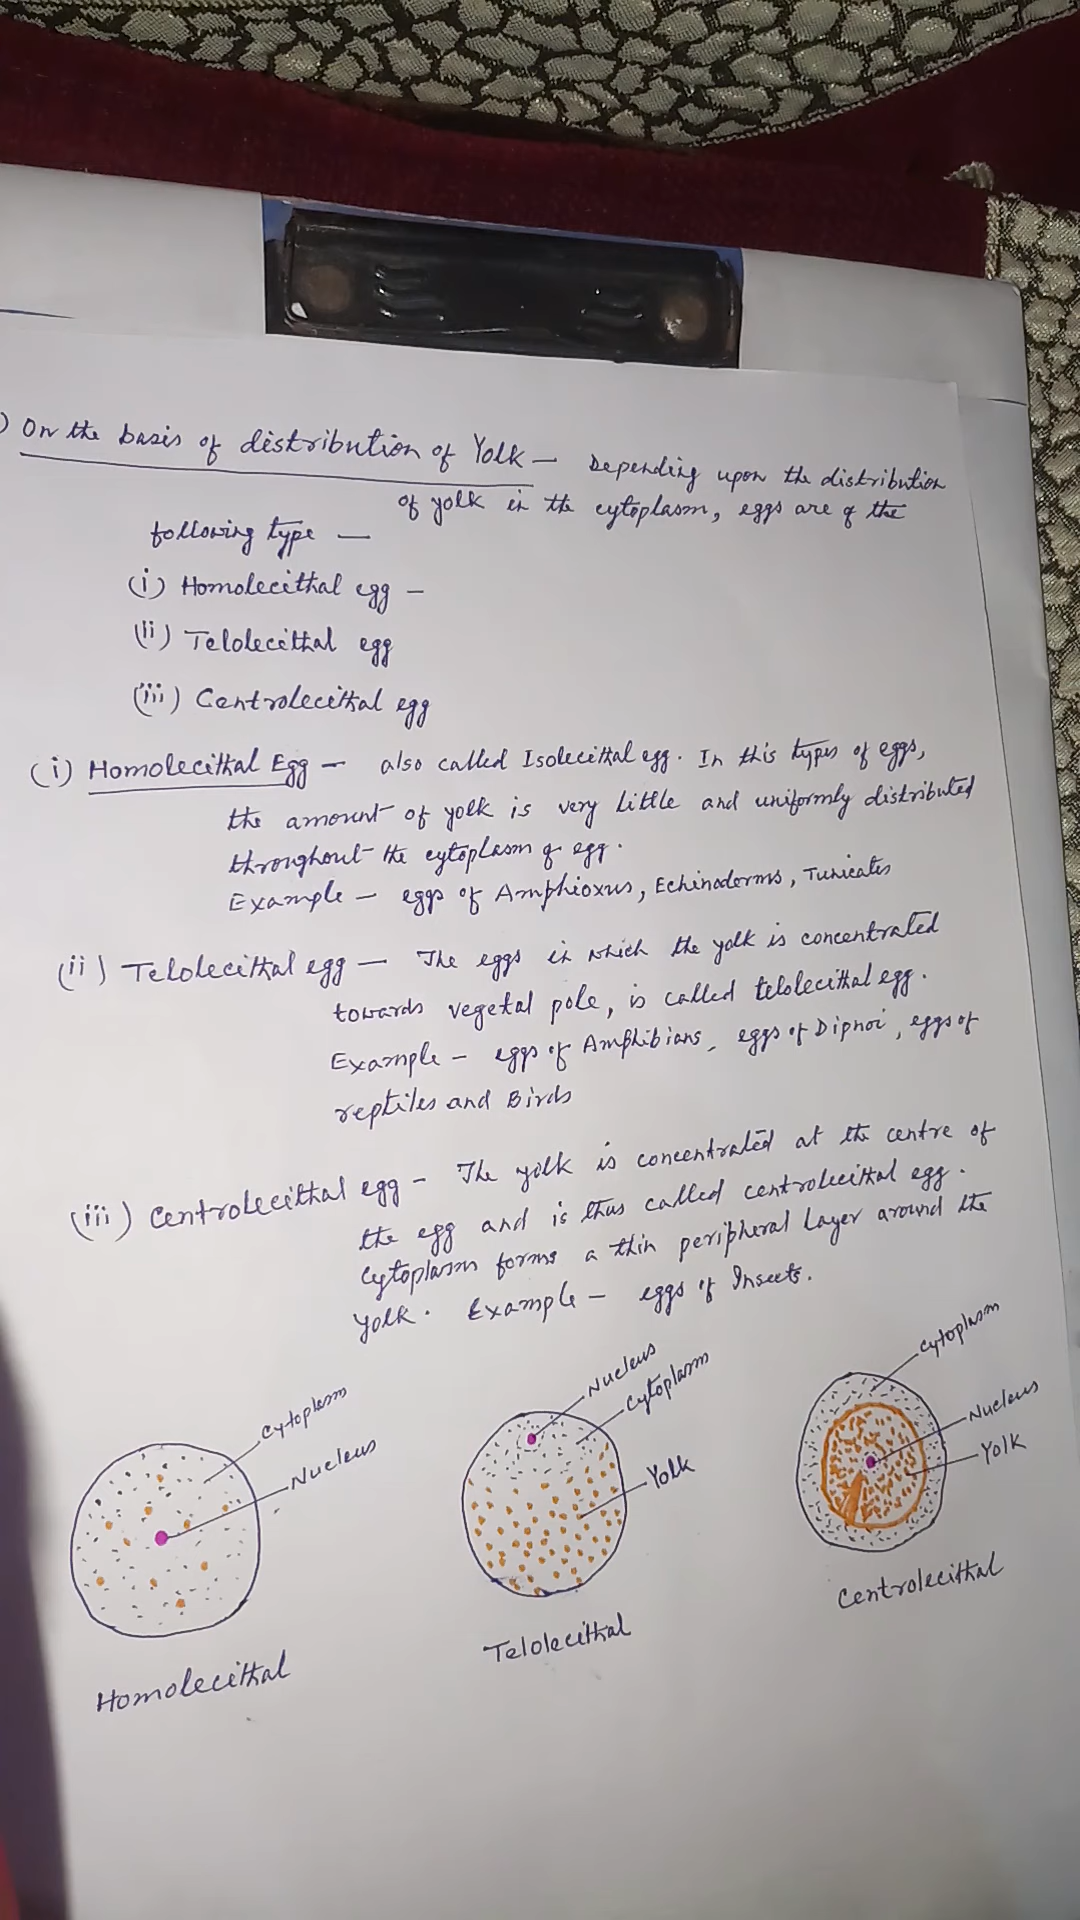 ) On the basis of distribution of Yolk — Depending upon the distribution
of yolk in the cytoplasm, eggs are of the
following type —
(i) Homolecithal egg -
(ii) Telolecithal egg
(iii) Centrolecithal egg
(i) Homolecithal Egg — also called Isolecithal egg. In this types of eggs,
the amount of yolk is very little and uniformly distributed
throughout the cytoplasm of egg.
Example — eggs of Amphioxus, Echinoderms, Tunicates
(ii) Telolecithal egg — The eggs in which the yolk is concentrated
towards vegetal pole, is called telolecithal egg.
Example — eggs of Amphibians, eggs of Dipnoi, eggs of
reptiles and Birds
(iii) Centrolecithal egg - The yolk is concentrated at the centre of
the egg and is thus called centrolecithal egg.
Cytoplasm forms a thin peripheral Layer around the
yolk. Example — eggs of Insects.
Cytoplasm
Nucleus
Homolecithal
Nucleus
Cytoplasm
Yolk
Telolecithal
Cytoplasm
Nucleus
Yolk
Centrolecithal